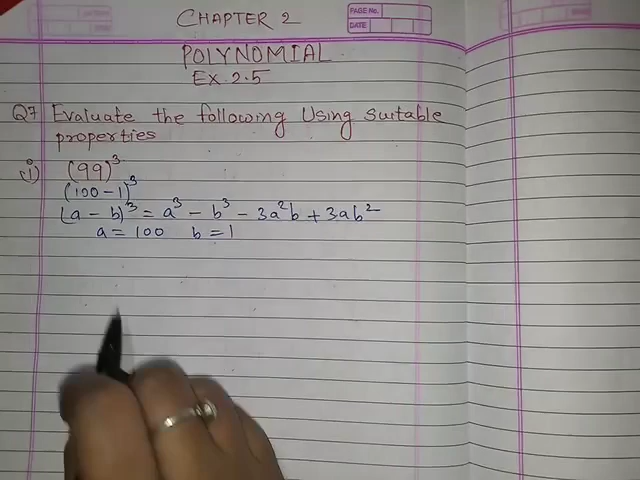 CHAPTER 2
PAGE No.
DATE
POLYNOMIAL
Ex. 2.5
Q7 Evaluate the following Using suitable
properties
(i) (99)³
(100 - 1)³
(a - b)³ = a³ - b³ - 3a²b + 3ab²
a = 100 b = 1